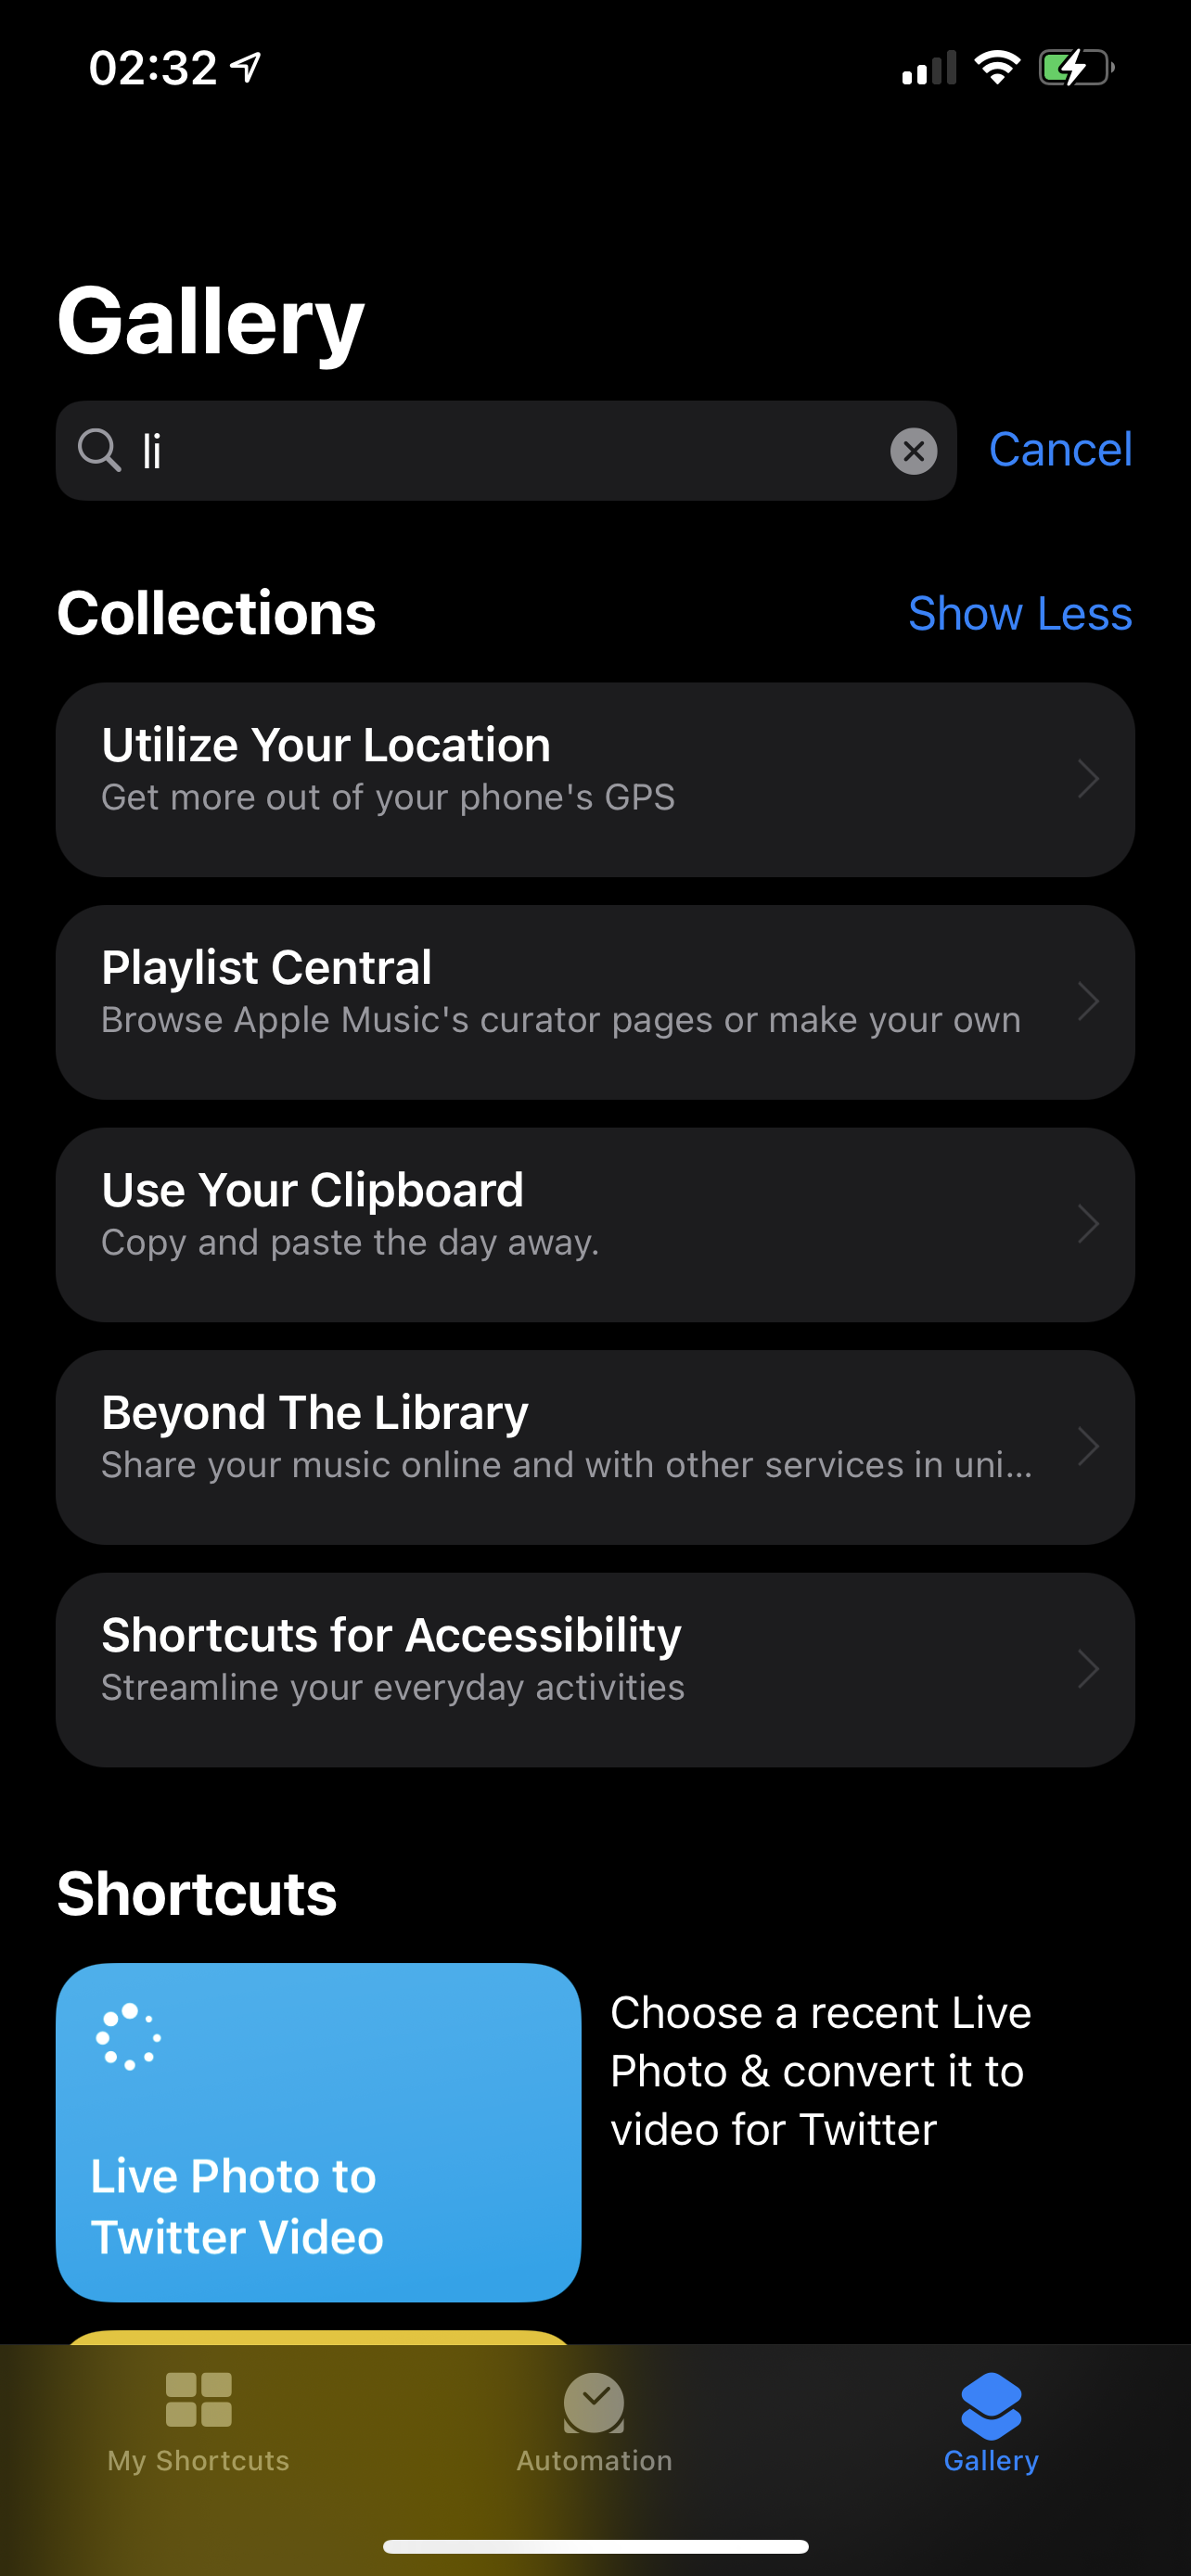 02:32
Gallery
li
Cancel
Collections
Show Less
Utilize Your Location
Get more out of your phone's GPS
Playlist Central
Browse Apple Music's curator pages or make your own
Use Your Clipboard
Copy and paste the day away.
Beyond The Library
Share your music online and with other services in uni...
Shortcuts for Accessibility
Streamline your everyday activities
Shortcuts
Live Photo to
Twitter Video
Choose a recent Live
Photo & convert it to
video for Twitter
My Shortcuts
Automation
Gallery